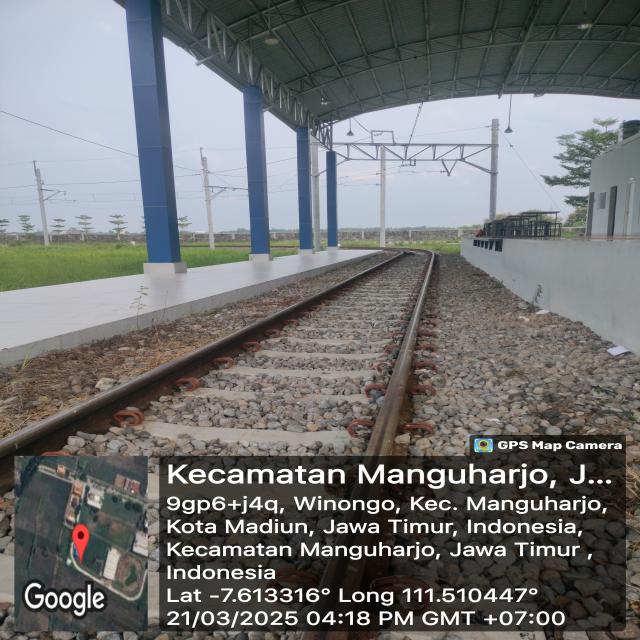 GPS Map Camera
Kecamatan Manguharjo, J...
9gp6+j4q, Winongo, Kec. Manguharjo,
Kota Madiun, Jawa Timur, Indonesia,
Kecamatan Manguharjo, Jawa Timur ,
Indonesia
Lat -7.613316° Long 111.510447°
21/03/2025 04:18 PM GMT +07:00
Google